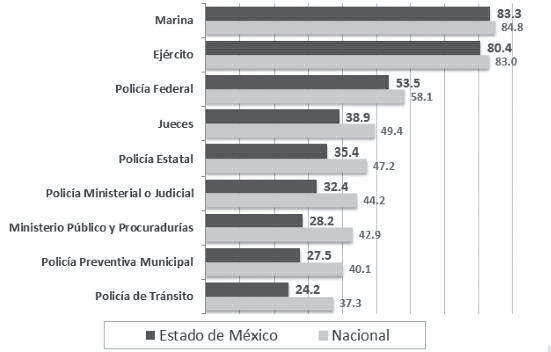 Marina 83.3
84.8
Ejército 80.4
83.0
Policía Federal 53.5
58.1
Jueces 38.9
49.4
Policía Estatal 35.4
47.2
Policía Ministerial o Judicial 32.4
44.2
Ministerio Público y Procuradurías 28.2
42.9
Policía Preventiva Municipal 27.5
40.1
Policía de Tránsito 24.2
37.3
Estado de México Nacional